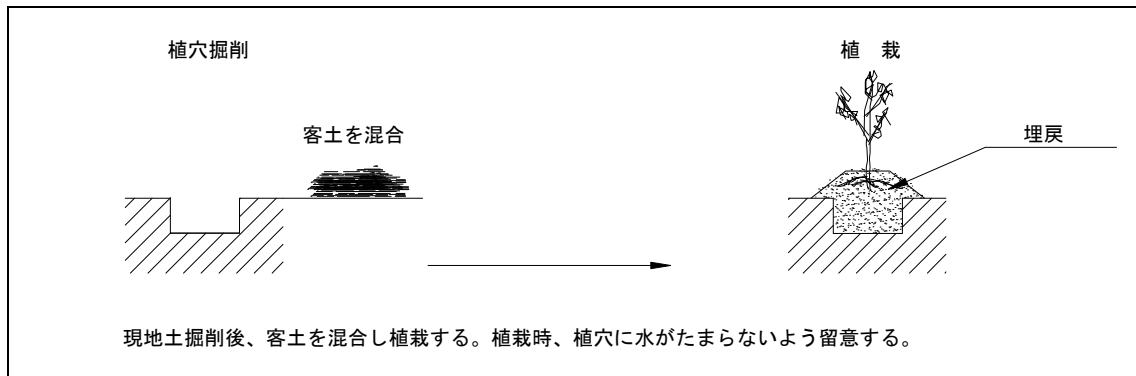 植穴掘削
植 栽
客土を混合
埋戻
現地土掘削後、客土を混合し植栽する。植栽時、植穴に水がたまらないよう留意する。